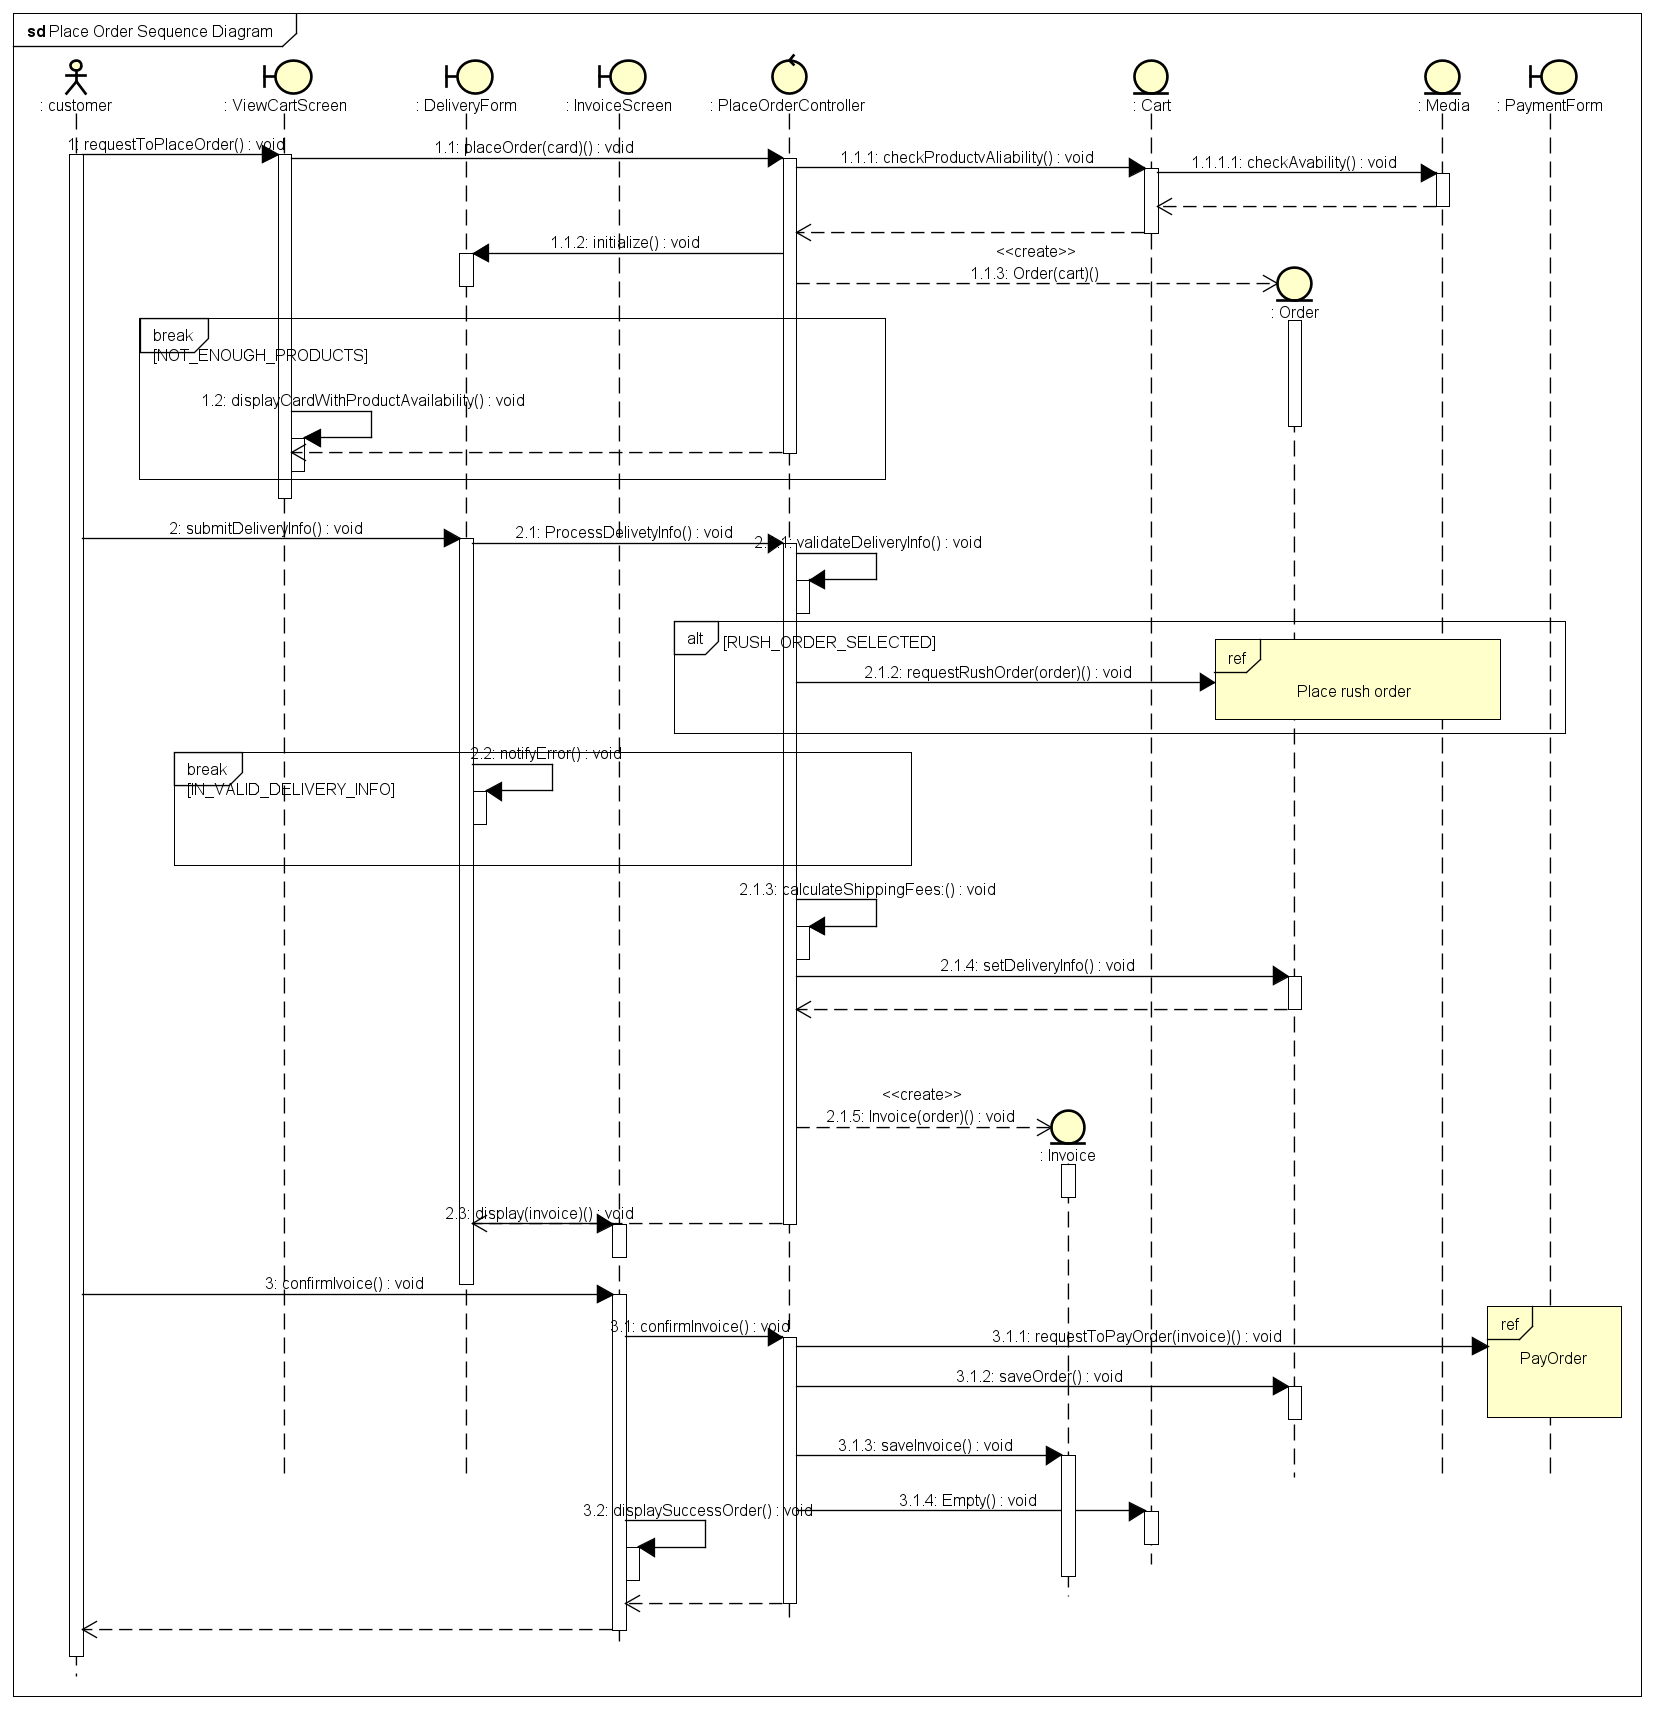 sd Place Order Sequence Diagram
: customer
: ViewCartScreen
: DeliveryForm
: InvoiceScreen
: PlaceOrderController
: Cart
: Media
: PaymentForm
1: requestToPlaceOrder() : void
1.1: placeOrder(card)() : void
1.1.1: checkProductvAliability() : void
1.1.1.1: checkAvability() : void
1.1.2: initialize() : void
<<create>>
1.1.3: Order(cart)()
: Order
break
[NOT_ENOUGH_PRODUCTS]
1.2: displayCardWithProductAvailability() : void
2: submitDeliveryInfo() : void
2.1: ProcessDelivetyInfo() : void
2.1.1: validateDeliveryInfo() : void
alt
[RUSH_ORDER_SELECTED]
ref
2.1.2: requestRushOrder(order)() : void
Place rush order
2.2: notifyError() : void
break
[IN_VALID_DELIVERY_INFO]
2.1.3: calculateShippingFees:() : void
2.1.4: setDeliveryInfo() : void
<<create>>
2.1.5: Invoice(order)() : void
: Invoice
2.3: display(invoice)() : void
3: confirmIvoice() : void
3.1: confirmInvoice() : void
ref
3.1.1: requestToPayOrder(invoice)() : void
PayOrder
3.1.2: saveOrder() : void
3.1.3: saveInvoice() : void
3.1.4: Empty() : void
3.2: displaySuccessOrder() : void